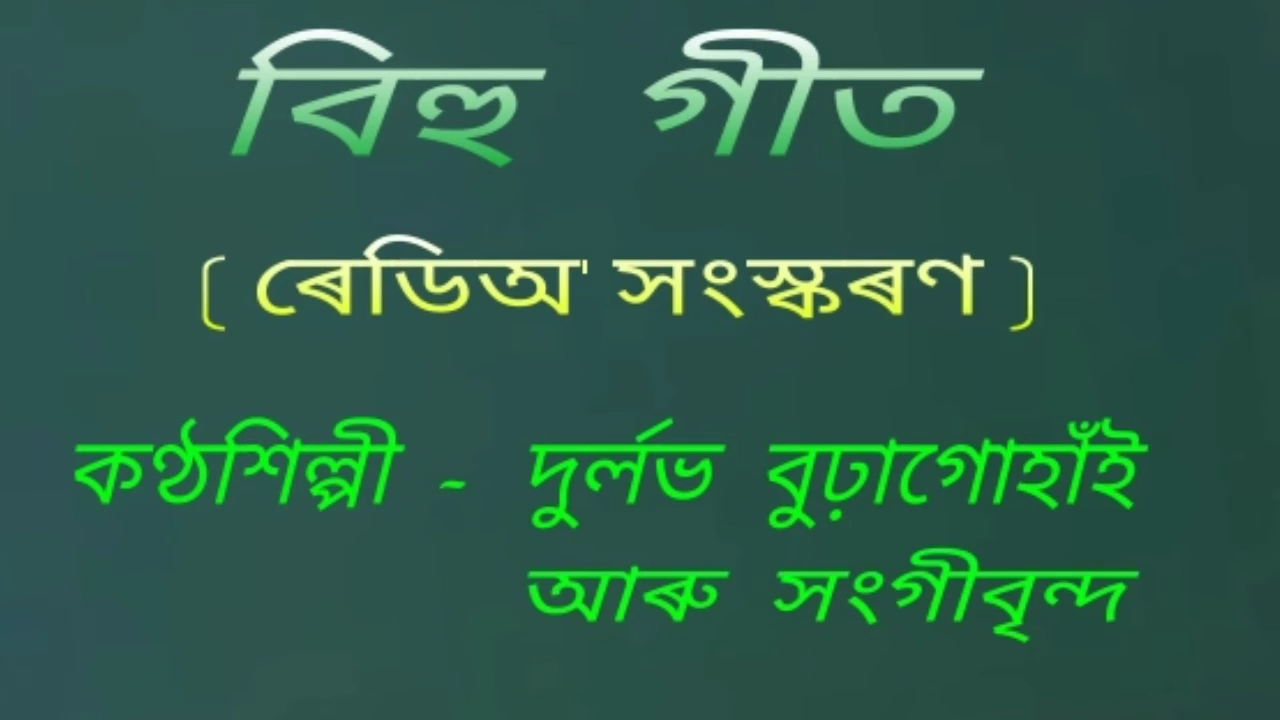 বিহু গীত
( ৰেডিঅ' সংস্কৰণ )
কণ্ঠশিল্পী - দুৰ্লভ বুঢ়াগোহাঁই
আৰু সংগীবৃন্দ